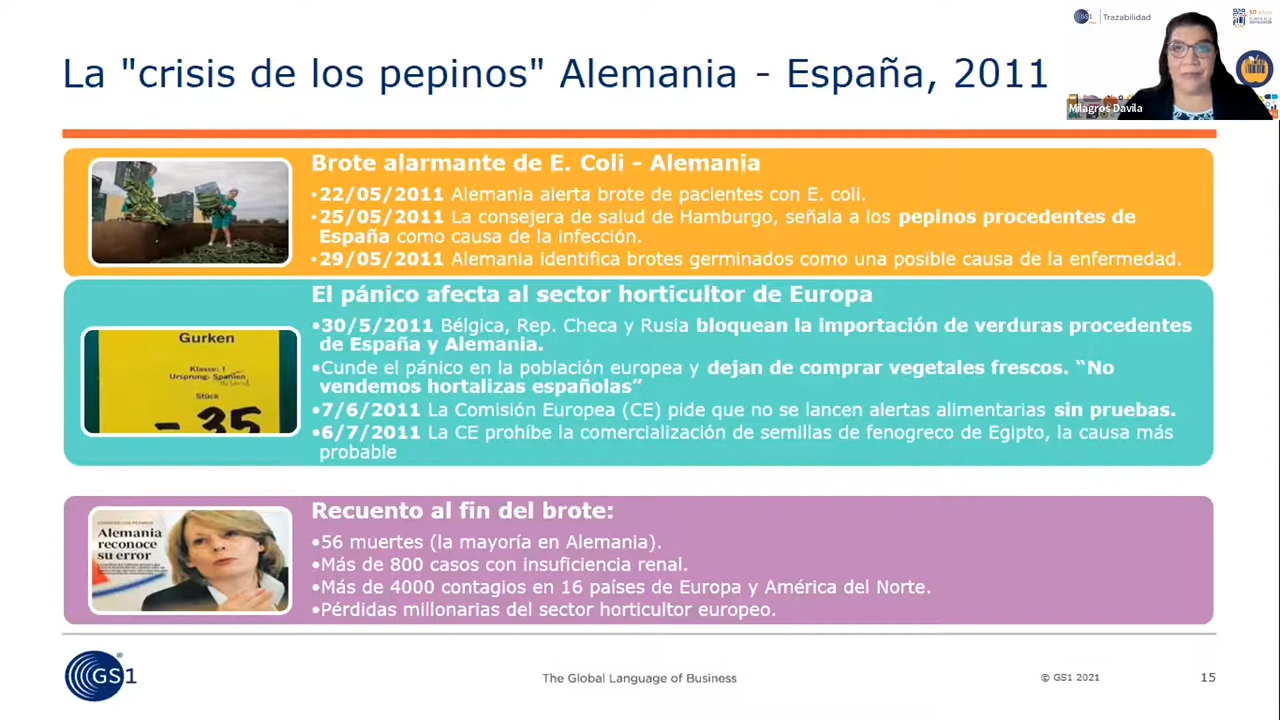 GS1 | Trazabilidad
50 años
La "crisis de los pepinos" Alemania - España, 2011
Milagros Davila
Brote alarmante de E. Coli - Alemania
•22/05/2011 Alemania alerta brote de pacientes con E. coli.
•25/05/2011 La consejera de salud de Hamburgo, señala a los pepinos procedentes de
España como causa de la infección.
•29/05/2011 Alemania identifica brotes germinados como una posible causa de la enfermedad.
El pánico afecta al sector horticultor de Europa
•30/5/2011 Bélgica, Rep. Checa y Rusia bloquean la importación de verduras procedentes
de España y Alemania.
•Cunde el pánico en la población europea y dejan de comprar vegetales frescos. “No
vendemos hortalizas españolas”
•7/6/2011 La Comisión Europea (CE) pide que no se lancen alertas alimentarias sin pruebas.
•6/7/2011 La CE prohíbe la comercialización de semillas de fenogreco de Egipto, la causa más
probable
Gurken
Klasse: 1
Ursprung: Spanien
Stück
-.35
Recuento al fin del brote:
•56 muertes (la mayoría en Alemania).
•Más de 800 casos con insuficiencia renal.
•Más de 4000 contagios en 16 países de Europa y América del Norte.
•Pérdidas millonarias del sector horticultor europeo.
Alemania
reconoce
su error
GS1
The Global Language of Business
© GS1 2021
15